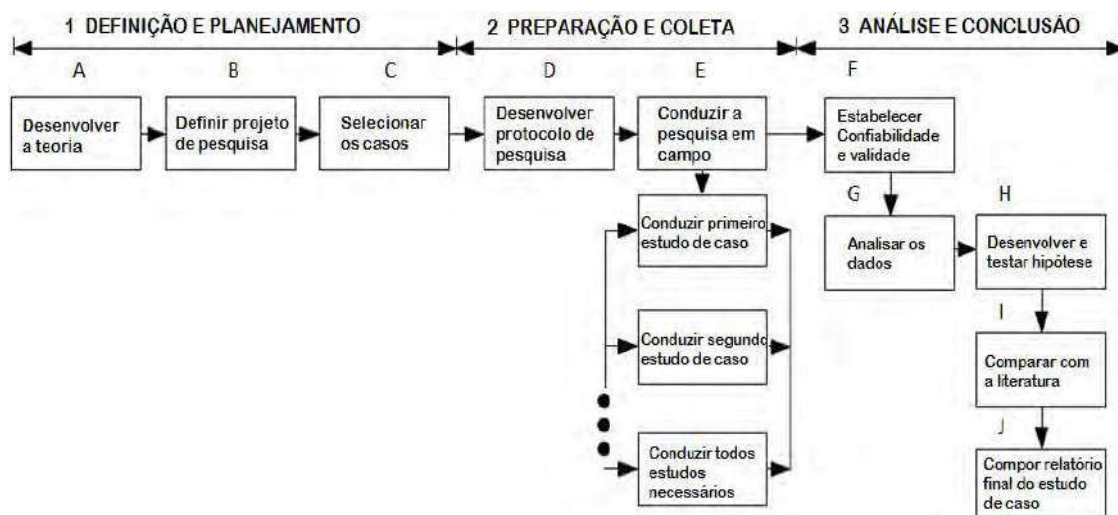 1 DEFINIÇÃO E PLANEJAMENTO
2 PREPARAÇÃO E COLETA
3 ANÁLISE E CONCLUSÃO
A
B
C
D
E
F
Desenvolver
a teoria
Definir projeto
de pesquisa
Selecionar
os casos
Desenvolver
protocolo de
pesquisa
Conduzir a
pesquisa em
campo
Estabelecer
Confiabilidade
e validade
G
H
Conduzir primeiro
estudo de caso
Analisar os
dados
Desenvolver e
testar hipótese
I
Conduzir segundo
estudo de caso
Comparar com
a literatura
J
Conduzir todos
estudos
necessários
Compor relatório
final do estudo
de caso